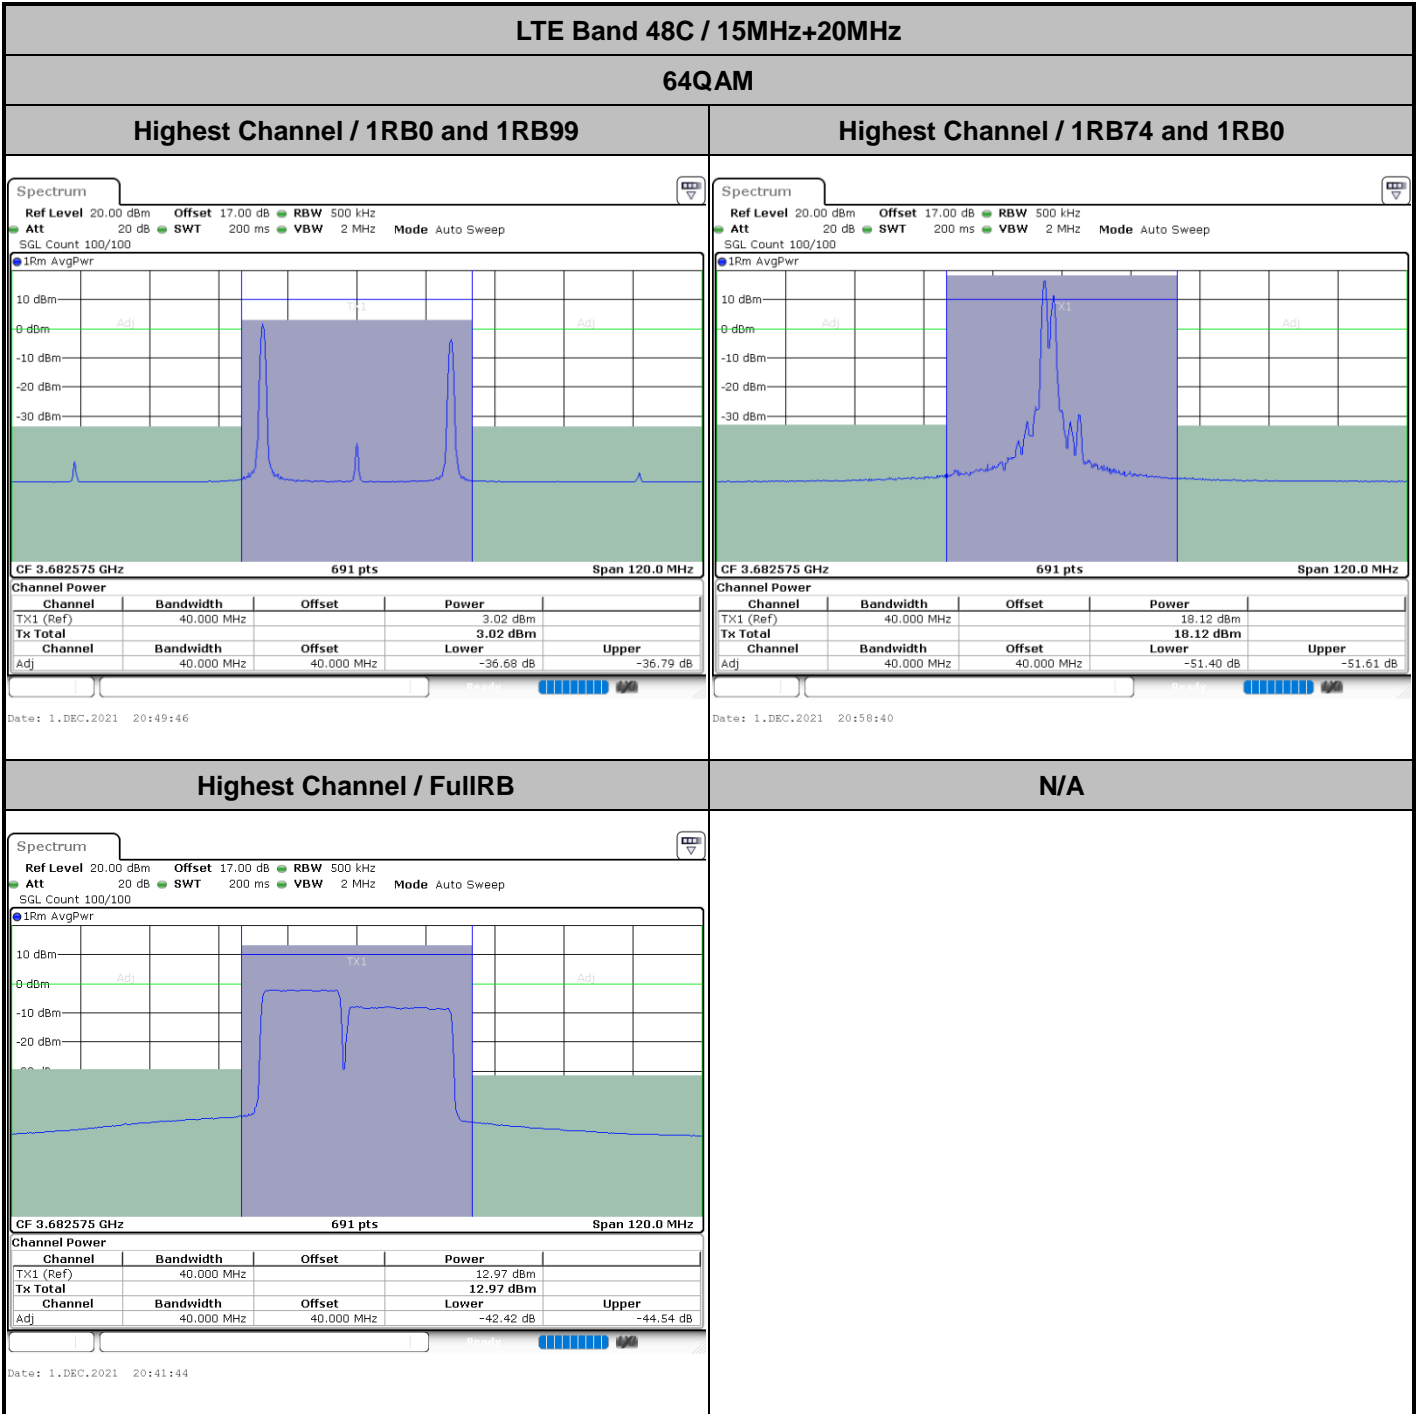 LTE Band 48C / 15MHz+20MHz
64QAM
Highest Channel / 1RB0 and 1RB99
Highest Channel / 1RB74 and 1RB0
Spectrum
Ref Level 20.00 dBm Offset 17.00 dB RBW 500 kHz
Att 20 dB SWT 200 ms VBW 2 MHz Mode Auto Sweep
SGL Count 100/100
1Rm AvgPwr
10 dBm
0 dBm
-10 dBm
-20 dBm
-30 dBm
Adj
TX1
Adj
CF 3.682575 GHz 691 pts Span 120.0 MHz
Channel Power
Channel Bandwidth Offset Power
TX1 (Ref) 40.000 MHz 3.02 dBm
Tx Total 3.02 dBm
Channel Bandwidth Offset Lower Upper
Adj 40.000 MHz 40.000 MHz -36.68 dB -36.79 dB
Ready
Date: 1.DEC.2021 20:49:46
Spectrum
Ref Level 20.00 dBm Offset 17.00 dB RBW 500 kHz
Att 20 dB SWT 200 ms VBW 2 MHz Mode Auto Sweep
SGL Count 100/100
1Rm AvgPwr
10 dBm
0 dBm
-10 dBm
-20 dBm
-30 dBm
Adj
X1
Adj
CF 3.682575 GHz 691 pts Span 120.0 MHz
Channel Power
Channel Bandwidth Offset Power
TX1 (Ref) 40.000 MHz 18.12 dBm
Tx Total 18.12 dBm
Channel Bandwidth Offset Lower Upper
Adj 40.000 MHz 40.000 MHz -51.40 dB -51.61 dB
Ready
Date: 1.DEC.2021 20:58:40
Highest Channel / FullRB
N/A
Spectrum
Ref Level 20.00 dBm Offset 17.00 dB RBW 500 kHz
Att 20 dB SWT 200 ms VBW 2 MHz Mode Auto Sweep
SGL Count 100/100
1Rm AvgPwr
10 dBm
0 dBm
-10 dBm
-20 dBm
Adj
TX1
Adj
CF 3.682575 GHz 691 pts Span 120.0 MHz
Channel Power
Channel Bandwidth Offset Power
TX1 (Ref) 40.000 MHz 12.97 dBm
Tx Total 12.97 dBm
Channel Bandwidth Offset Lower Upper
Adj 40.000 MHz 40.000 MHz -42.42 dB -44.54 dB
Ready
Date: 1.DEC.2021 20:41:44